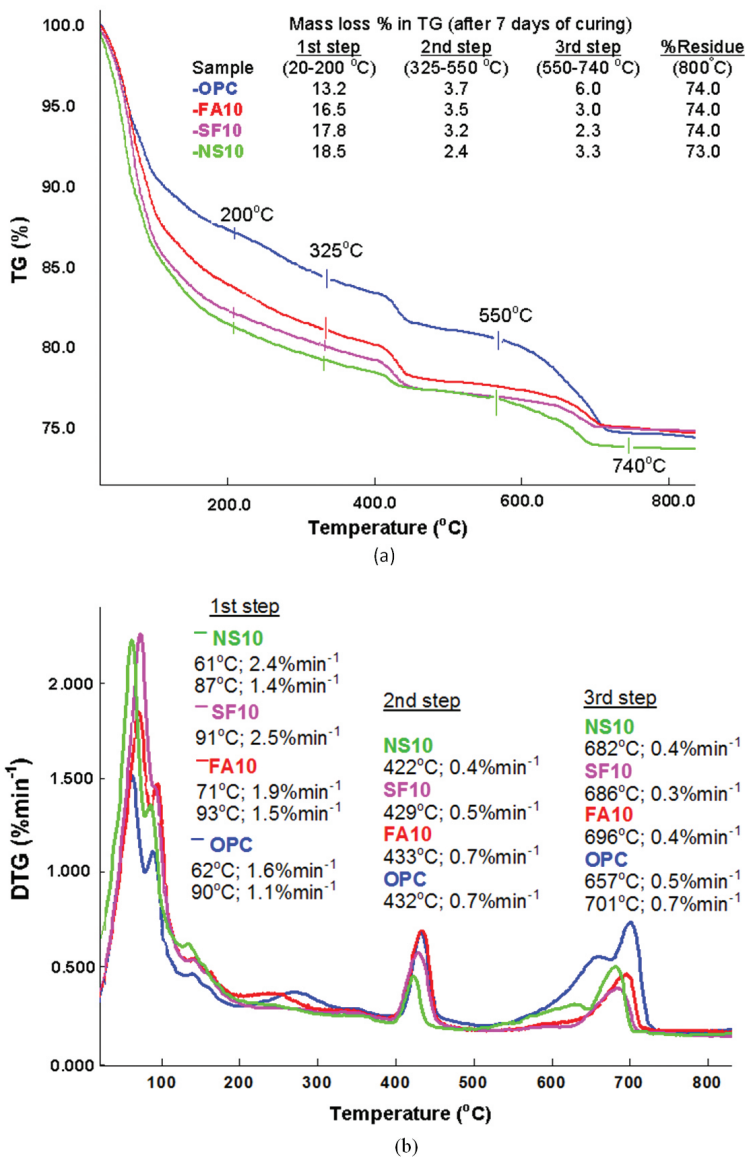 Mass loss % in TG (after 7 days of curing)
1st step 2nd step 3rd step %Residue
Sample (20-200 °C) (325-550 °C) (550-740 °C) (800°C)
-OPC 13.2 3.7 6.0 74.0
-FA10 16.5 3.5 3.0 74.0
-SF10 17.8 3.2 2.3 74.0
-NS10 18.5 2.4 3.3 73.0
100.0
95.0
90.0
85.0
80.0
75.0
TG (%)
200°C
325°C
550°C
740°C
200.0 400.0 600.0 800.0
Temperature (°C)
(a)
1st step
NS10
61°C; 2.4%min-1
87°C; 1.4%min-1
SF10
91°C; 2.5%min-1
FA10
71°C; 1.9%min-1
93°C; 1.5%min-1
OPC
62°C; 1.6%min-1
90°C; 1.1%min-1
2nd step
NS10
422°C; 0.4%min-1
SF10
429°C; 0.5%min-1
FA10
433°C; 0.7%min-1
OPC
432°C; 0.7%min-1
3rd step
NS10
682°C; 0.4%min-1
SF10
686°C; 0.3%min-1
FA10
696°C; 0.4%min-1
OPC
657°C; 0.5%min-1
701°C; 0.7%min-1
2.000
1.500
1.000
0.500
0.000
DTG (%min-1)
100 200 300 400 500 600 700 800
Temperature (°C)
(b)